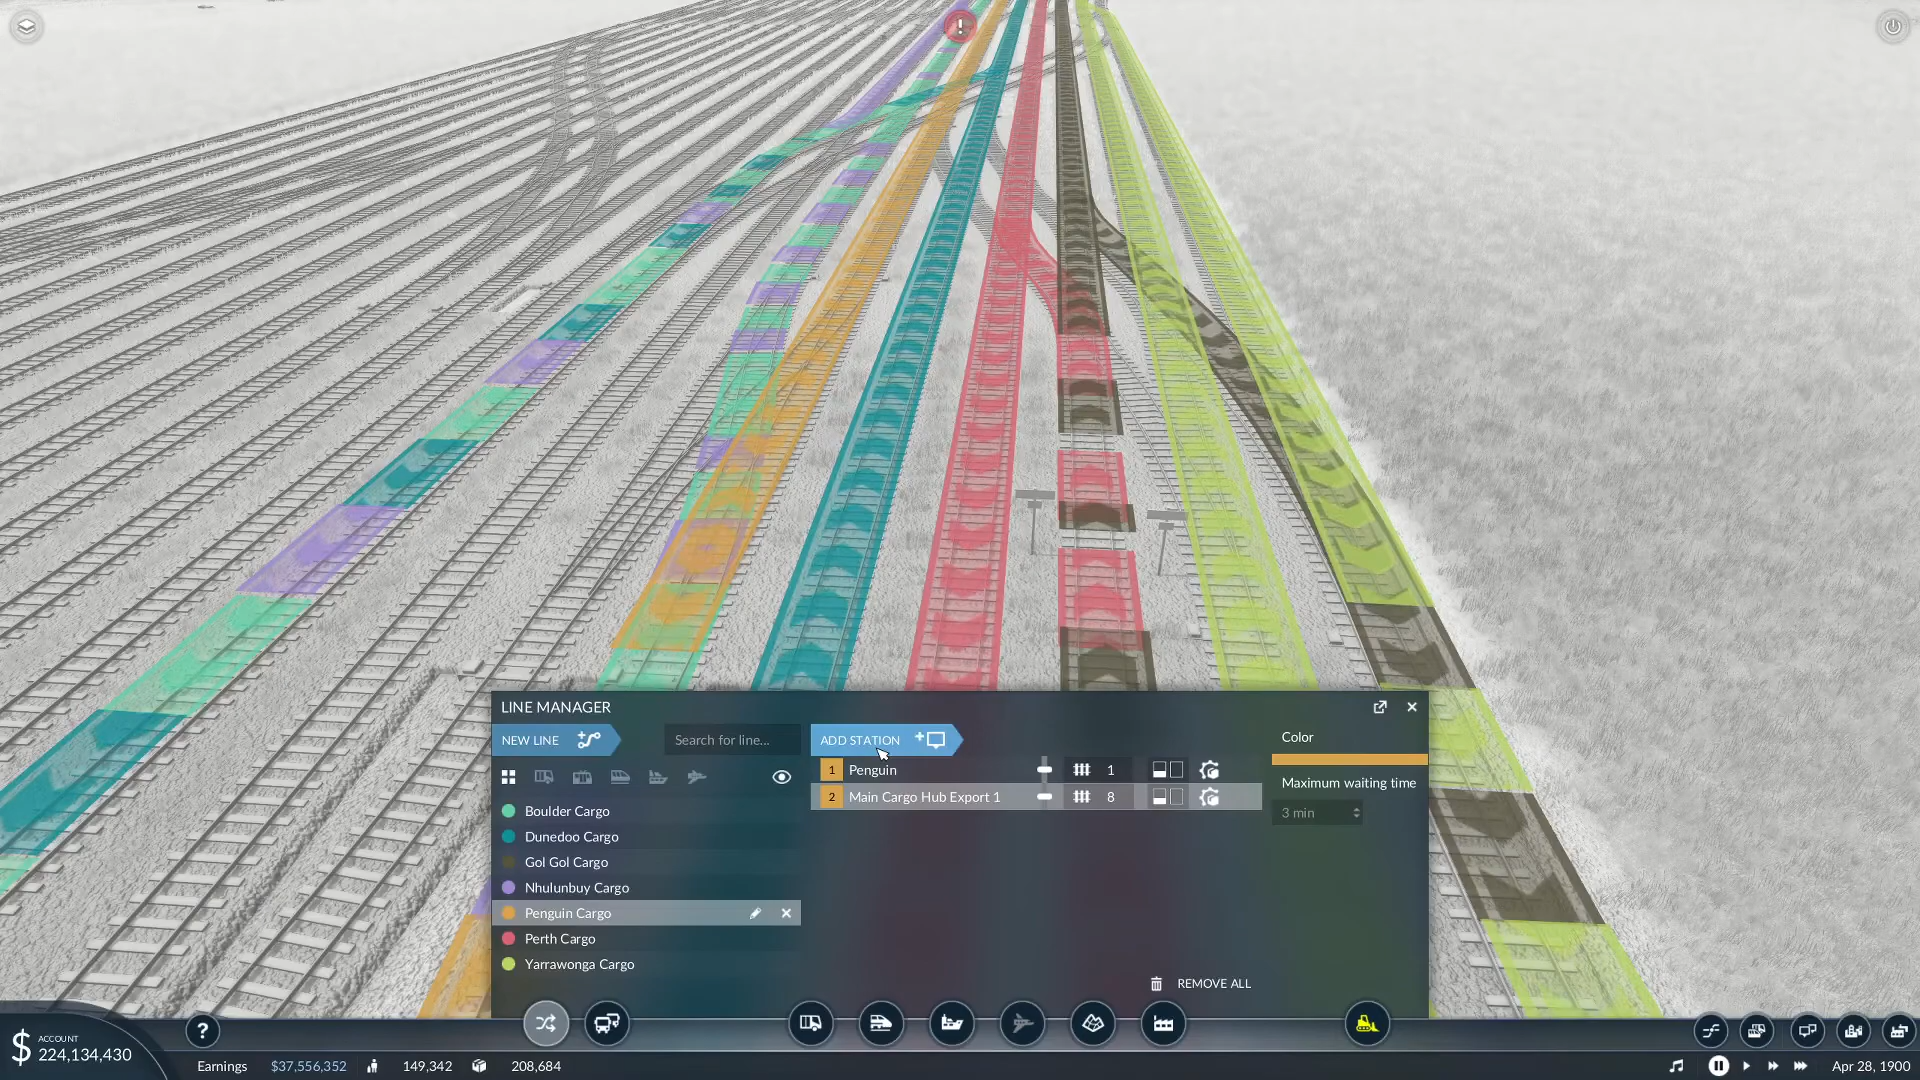 !
LINE MANAGER
NEW LINE
Search for line...
ADD STATION
Color
1 Penguin 1
2 Main Cargo Hub Export 1 8
Maximum waiting time
3 min
Boulder Cargo
Dunedoo Cargo
Gol Gol Cargo
Nhulunbuy Cargo
Penguin Cargo
Perth Cargo
Yarrawonga Cargo
REMOVE ALL
?
$ ACCOUNT
224,134,430
Earnings $37,556,352 149,342 208,684 Apr 28, 1900